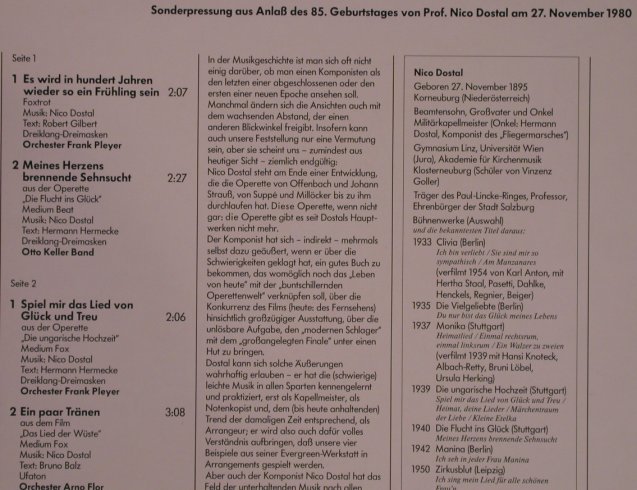 Sonderpressung aus Anlaß des 85. Geburtstages von Prof. Nico Dostal am 27. November 1980
Seite 1
1 Es wird in hundert Jahren
wieder so ein Frühling sein 2:07
Foxtrot
Musik: Nico Dostal
Text: Robert Gilbert
Dreiklang-Dreimasken
Orchester Frank Pleyer
2 Meines Herzens
brennende Sehnsucht 2:27
aus der Operette
„Die Flucht ins Glück"
Medium Beat
Musik: Nico Dostal
Text: Hermann Hermecke
Dreiklang-Dreimasken
Otto Keller Band
Seite 2
1 Spiel mir das Lied von
Glück und Treu 2:06
aus der Operette
„Die ungarische Hochzeit"
Medium Fox
Musik: Nico Dostal
Text: Hermann Hermecke
Dreiklang-Dreimasken
Orchester Frank Pleyer
2 Ein paar Tränen 3:08
aus dem Film
„Das Lied der Wüste"
Medium Fox
Musik: Nico Dostal
Text: Bruno Balz
Ufaton
Orchester Arno Flor
In der Musikgeschichte ist man sich oft nicht
einig darüber, ob man einen Komponisten als
den letzten einer abgeschlossenen oder den
ersten einer neuen Epoche ansehen soll.
Manchmal ändern sich die Ansichten auch mit
dem wachsenden Abstand, der einen
anderen Blickwinkel freigibt. Insofern kann
auch unsere Feststellung nur eine Vermutung
sein, aber sie scheint uns – zumindest aus
heutiger Sicht – ziemlich endgültig:
Nico Dostal steht am Ende einer Entwicklung,
die die Operette von Offenbach und Johann
Strauß, von Suppè und Millöcker bis zu ihm
durchlaufen hat. Diese Operette, wenn nicht
gar: die Operette gibt es seit Dostals Haupt-
werken nicht mehr.
Der Komponist hat sich – indirekt – mehrmals
selbst dazu geäußert, wenn er über die
Schwierigkeiten geklagt hat, ein gutes Buch zu
bekommen, das womöglich noch das „Leben
von heute" mit der „buntschillernden
Operettenwelt" verknüpfen soll, über die
Konkurrenz des Films (heute: des Fernsehens)
hinsichtlich großzügiger Ausstattung, über die
unlösbare Aufgabe, den „modernen Schlager"
mit dem „großangelegten Finale" unter einen
Hut zu bringen.
Dostal kann sich solche Äußerungen
wahrhaftig erlauben – er hat die (schwierige)
leichte Musik in allen Sparten kennengelernt
und praktiziert, erst als Kapellmeister, als
Notenkopist und, dem (bis heute anhaltenden)
Trend der damaligen Zeit entsprechend, als
Arrangeur; er wird also auch dafür volles
Verständnis aufbringen, daß unsere vier
Beispiele aus seiner Evergreen-Werkstatt in
Arrangements gespielt werden.
Aber auch der Komponist Nico Dostal hat das
Feld der unterhaltenden Musik nach allen
Nico Dostal
Geboren 27. November 1895
Korneuburg (Niederösterreich)
Beamtensohn, Großvater und Onkel
Militärkapellmeister (Onkel: Hermann
Dostal, Komponist des „Fliegermarsches")
Gymnasium Linz, Universität Wien
(Jura), Akademie für Kirchenmusik
Klosterneuburg (Schüler von Vinzenz
Goller)
Träger des Paul-Lincke-Ringes, Professor,
Ehrenbürger der Stadt Salzburg
Bühnenwerke (Auswahl)
und die bekanntesten Titel daraus:
1933 Clivia (Berlin)
Ich bin verliebt / Sie sind mir so
sympathisch / Am Manzanares
(verfilmt 1954 von Karl Anton, mit
Hertha Staal, Pasetti, Dahlke,
Henckels, Regnier, Beiger)
1935 Die Vielgeliebte (Berlin)
Du nur bist das Glück meines Lebens
1937 Monika (Stuttgart)
Heimatlied / Einmal rechtsrum,
einmal linksrum / Ein Walzer zu zweien
(verfilmt 1939 mit Hansi Knoteck,
Albach-Retty, Bruni Löbel,
Ursula Herking)
1939 Die ungarische Hochzeit (Stuttgart)
Spiel mir das Lied von Glück und Treu /
Heimat, deine Lieder / Märchentraum
der Liebe / Kleine Etelka
1940 Die Flucht ins Glück (Stuttgart)
Meines Herzens brennende Sehnsucht
1942 Manina (Berlin)
Ich seh in jeder Frau Manina
1950 Zirkusblut (Leipzig)
Ich sing mein Lied für alle schönen
Frau'n